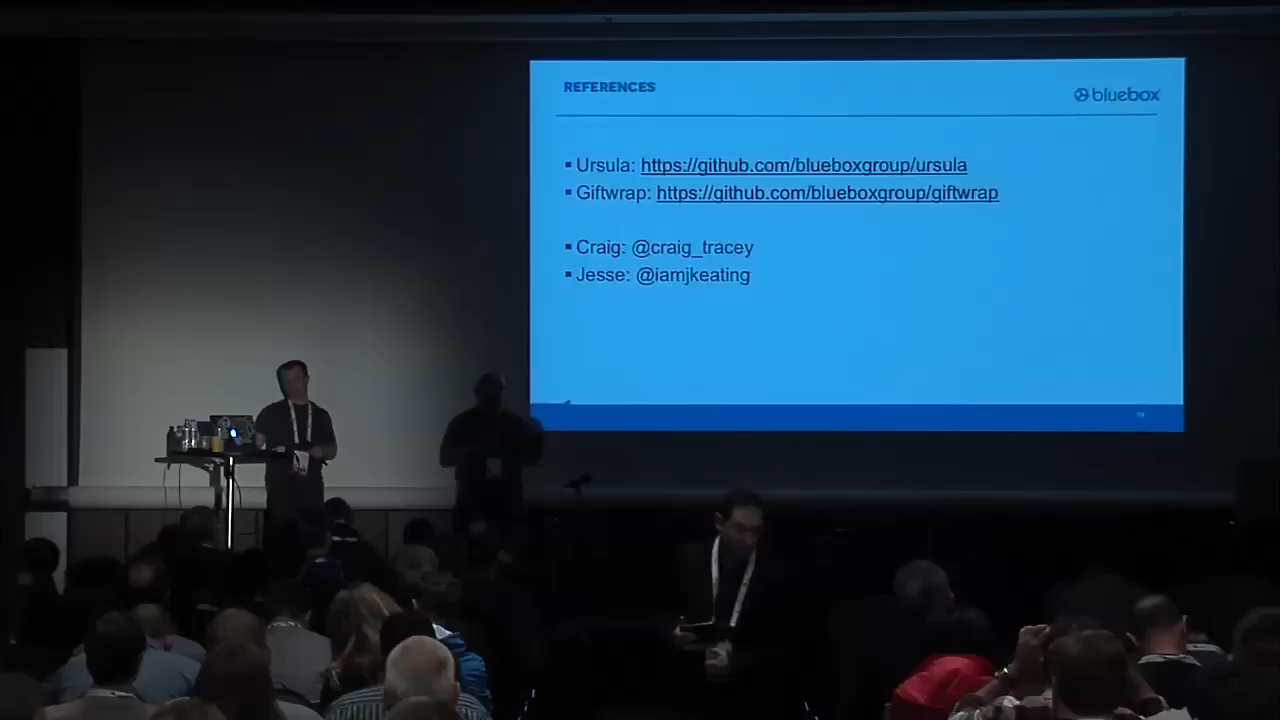 REFERENCES
bluebox
▪ Ursula: https://github.com/blueboxgroup/ursula
▪ Giftwrap: https://github.com/blueboxgroup/giftwrap
▪ Craig: @craig_tracey
▪ Jesse: @iamjkeating